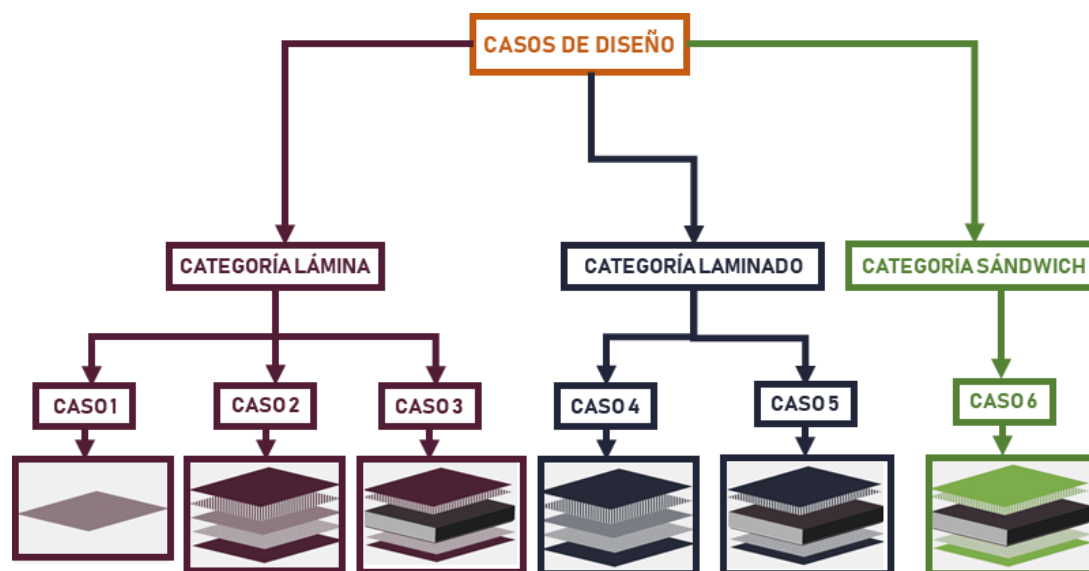 CASOS DE DISEÑO
CATEGORÍA LÁMINA
CATEGORÍA LAMINADO
CATEGORÍA SÁNDWICH
CASO 1
CASO 2
CASO 3
CASO 4
CASO 5
CASO 6